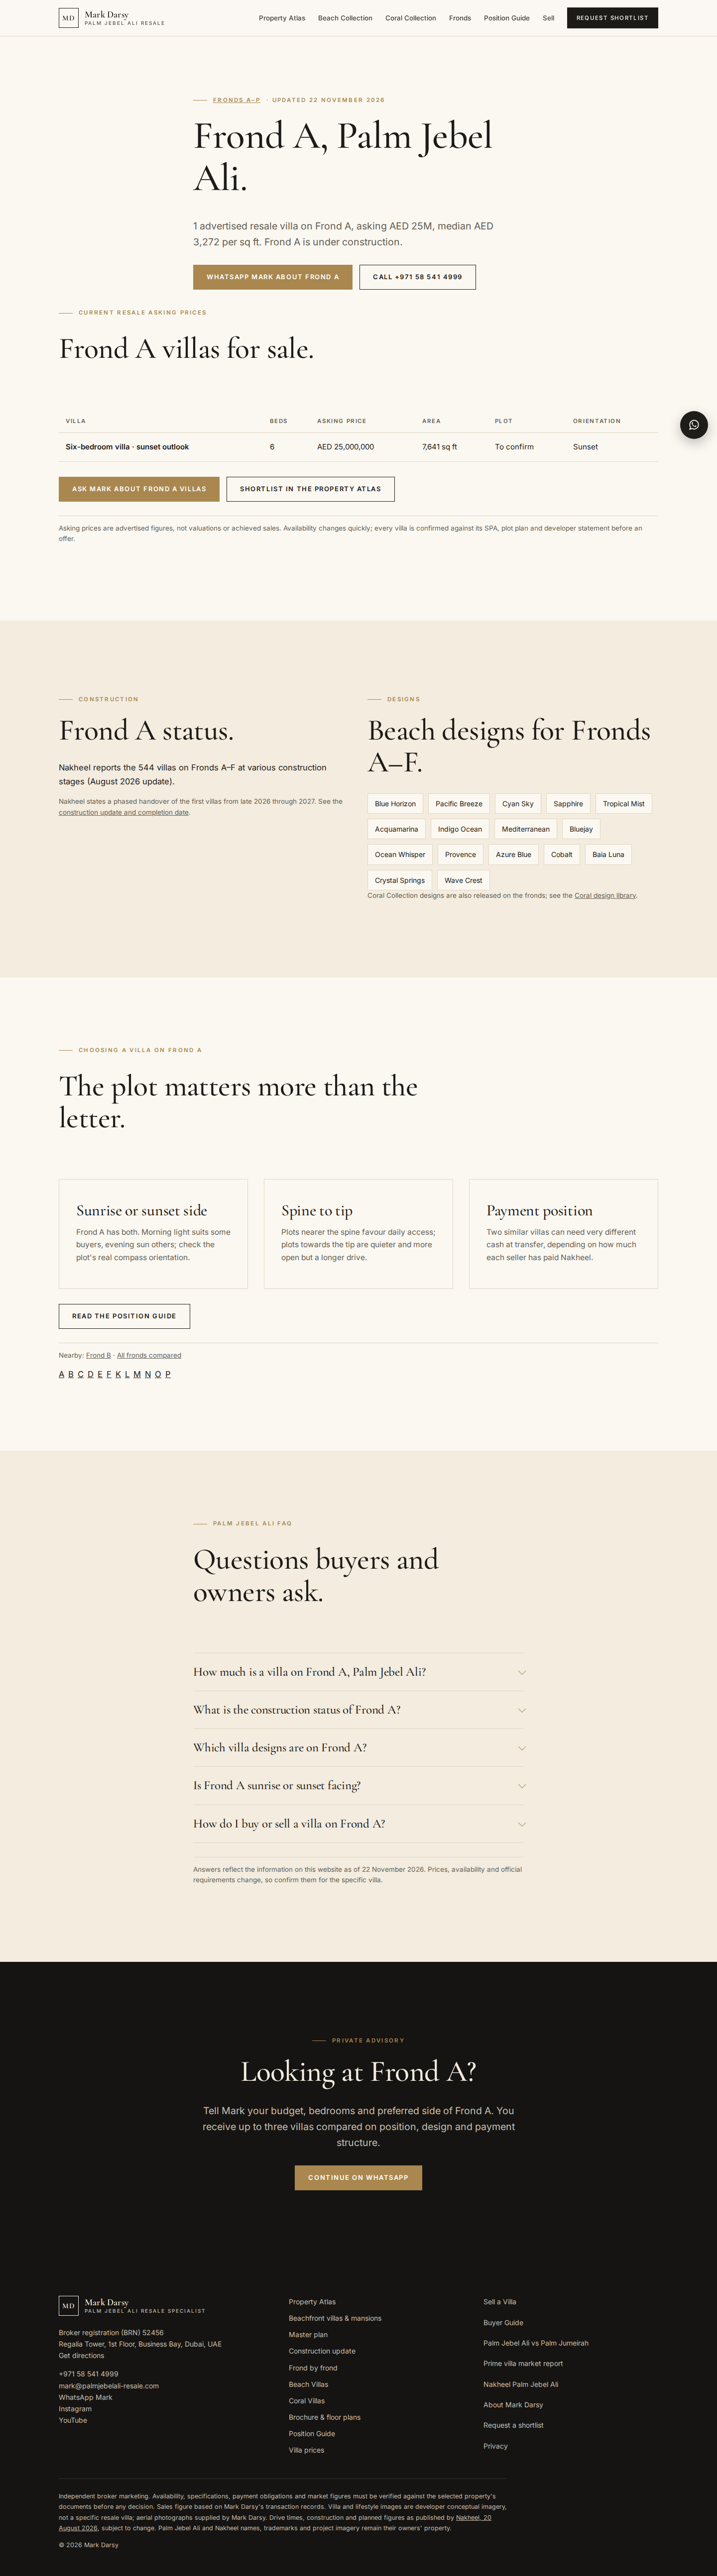 MD
Mark Darsy
PALM JEBEL ALI RESALE
Property Atlas
Beach Collection
Coral Collection
Fronds
Position Guide
Sell
REQUEST SHORTLIST
FRONDS A–P · UPDATED 22 NOVEMBER 2026
Frond A, Palm Jebel
Ali.
1 advertised resale villa on Frond A, asking AED 25M, median AED
3,272 per sq ft. Frond A is under construction.
WHATSAPP MARK ABOUT FROND A
CALL +971 58 541 4999
CURRENT RESALE ASKING PRICES
Frond A villas for sale.
VILLA BEDS ASKING PRICE AREA PLOT ORIENTATION
Six-bedroom villa · sunset outlook 6 AED 25,000,000 7,641 sq ft To confirm Sunset
ASK MARK ABOUT FROND A VILLAS
SHORTLIST IN THE PROPERTY ATLAS
Asking prices are advertised figures, not valuations or achieved sales. Availability changes quickly; every villa is confirmed against its SPA, plot plan and developer statement before an
offer.
CONSTRUCTION
Frond A status.
Nakheel reports the 544 villas on Fronds A–F at various construction
stages (August 2026 update).
Nakheel states a phased handover of the first villas from late 2026 through 2027. See the
construction update and completion date.
DESIGNS
Beach designs for Fronds
A–F.
Blue Horizon
Pacific Breeze
Cyan Sky
Sapphire
Tropical Mist
Acquamarina
Indigo Ocean
Mediterranean
Bluejay
Ocean Whisper
Provence
Azure Blue
Cobalt
Baia Luna
Crystal Springs
Wave Crest
Coral Collection designs are also released on the fronds; see the Coral design library.
CHOOSING A VILLA ON FROND A
The plot matters more than the
letter.
Sunrise or sunset side
Frond A has both. Morning light suits some
buyers, evening sun others; check the
plot's real compass orientation.
Spine to tip
Plots nearer the spine favour daily access;
plots towards the tip are quieter and more
open but a longer drive.
Payment position
Two similar villas can need very different
cash at transfer, depending on how much
each seller has paid Nakheel.
READ THE POSITION GUIDE
Nearby: Frond B · All fronds compared
A B C D E F K L M N O P
PALM JEBEL ALI FAQ
Questions buyers and
owners ask.
How much is a villa on Frond A, Palm Jebel Ali?
What is the construction status of Frond A?
Which villa designs are on Frond A?
Is Frond A sunrise or sunset facing?
How do I buy or sell a villa on Frond A?
Answers reflect the information on this website as of 22 November 2026. Prices, availability and official
requirements change, so confirm them for the specific villa.
PRIVATE ADVISORY
Looking at Frond A?
Tell Mark your budget, bedrooms and preferred side of Frond A. You
receive up to three villas compared on position, design and payment
structure.
CONTINUE ON WHATSAPP
MD
Mark Darsy
PALM JEBEL ALI RESALE SPECIALIST
Broker registration (BRN) 52456
Regalia Tower, 1st Floor, Business Bay, Dubai, UAE
Get directions
+971 58 541 4999
mark@palmjebelali-resale.com
WhatsApp Mark
Instagram
YouTube
Property Atlas
Beachfront villas & mansions
Master plan
Construction update
Frond by frond
Beach Villas
Coral Villas
Brochure & floor plans
Position Guide
Villa prices
Sell a Villa
Buyer Guide
Palm Jebel Ali vs Palm Jumeirah
Prime villa market report
Nakheel Palm Jebel Ali
About Mark Darsy
Request a shortlist
Privacy
Independent broker marketing. Availability, specifications, payment obligations and market figures must be verified against the selected property's
documents before any decision. Sales figure based on Mark Darsy's transaction records. Villa and lifestyle images are developer conceptual imagery,
not a specific resale villa; aerial photographs supplied by Mark Darsy. Drive times, construction and planned figures as published by Nakheel, 20
August 2026, subject to change. Palm Jebel Ali and Nakheel names, trademarks and project imagery remain their owners' property.
© 2026 Mark Darsy